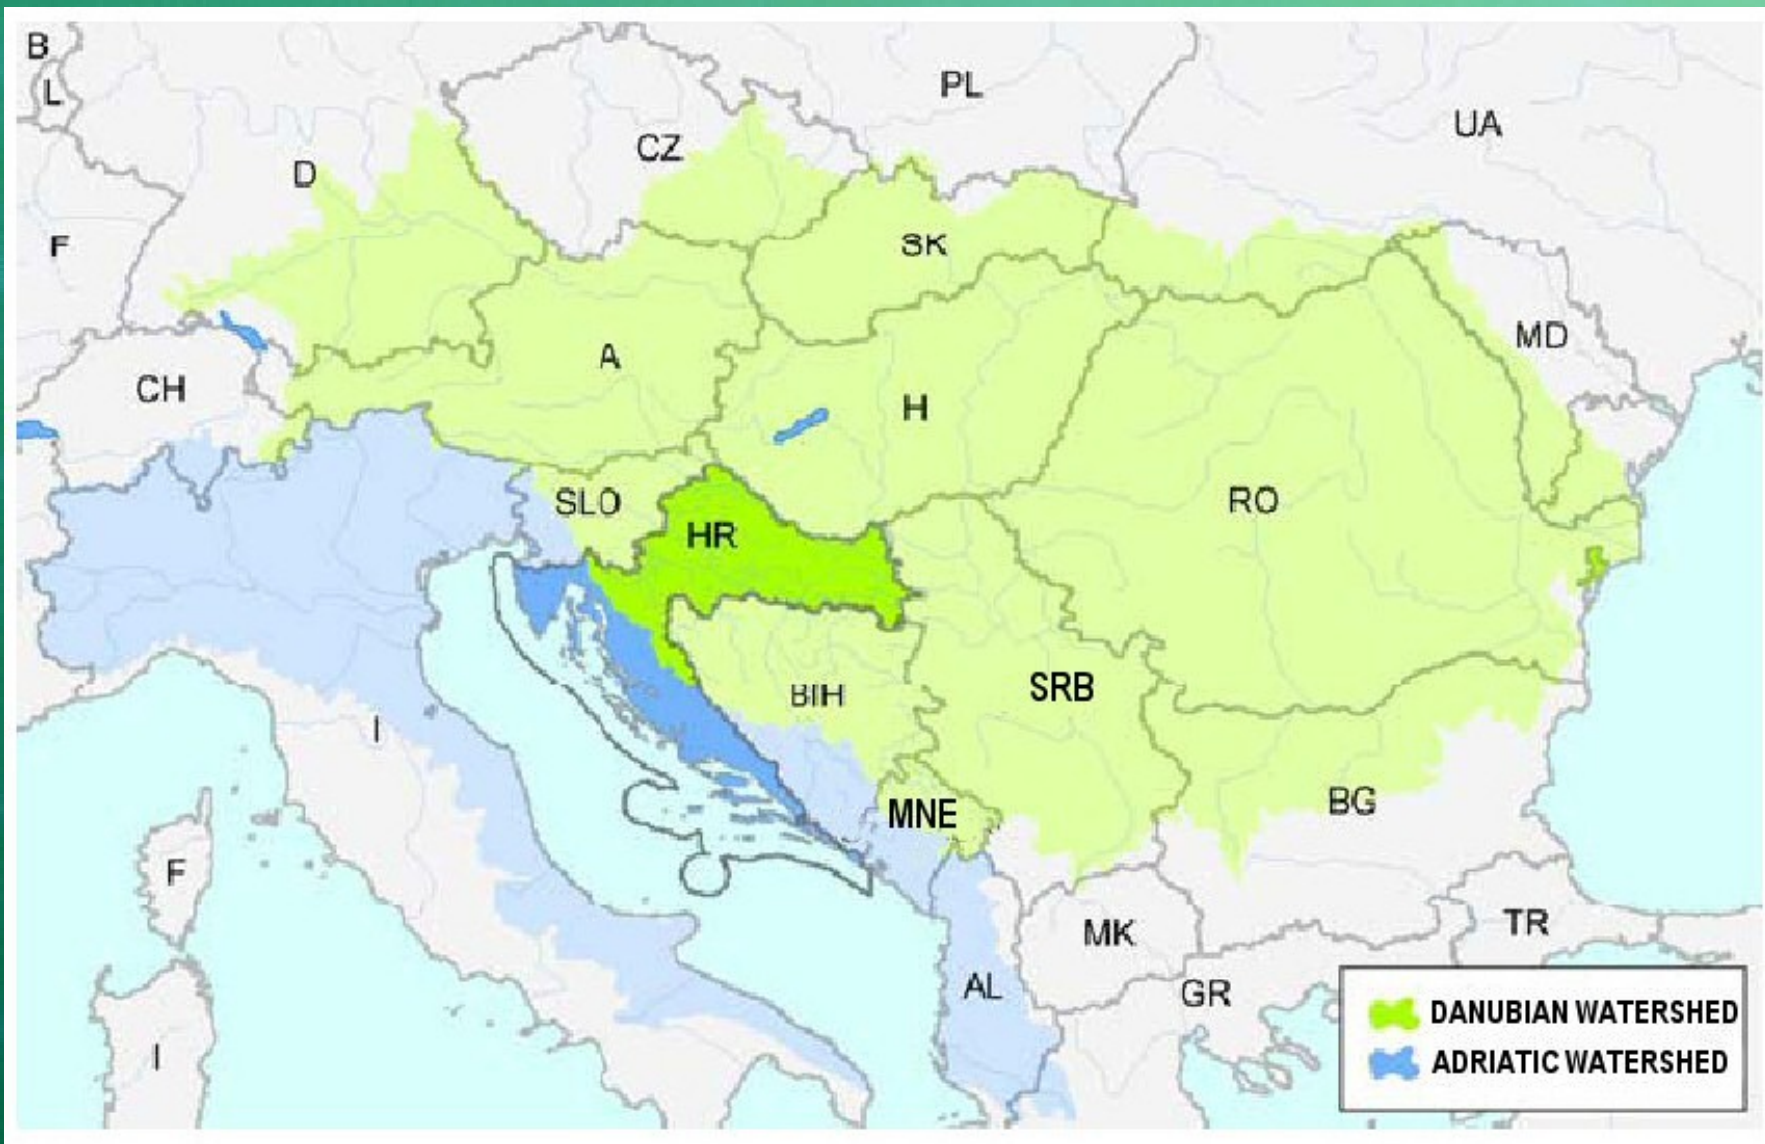 B
L
PL
UA
CZ
D
F
SK
MD
A
CH
H
SLO
RO
HR
BIH
SRB
I
MNE
BG
F
MK
TR
AL
GR
I
DANUBIAN WATERSHED
ADRIATIC WATERSHED